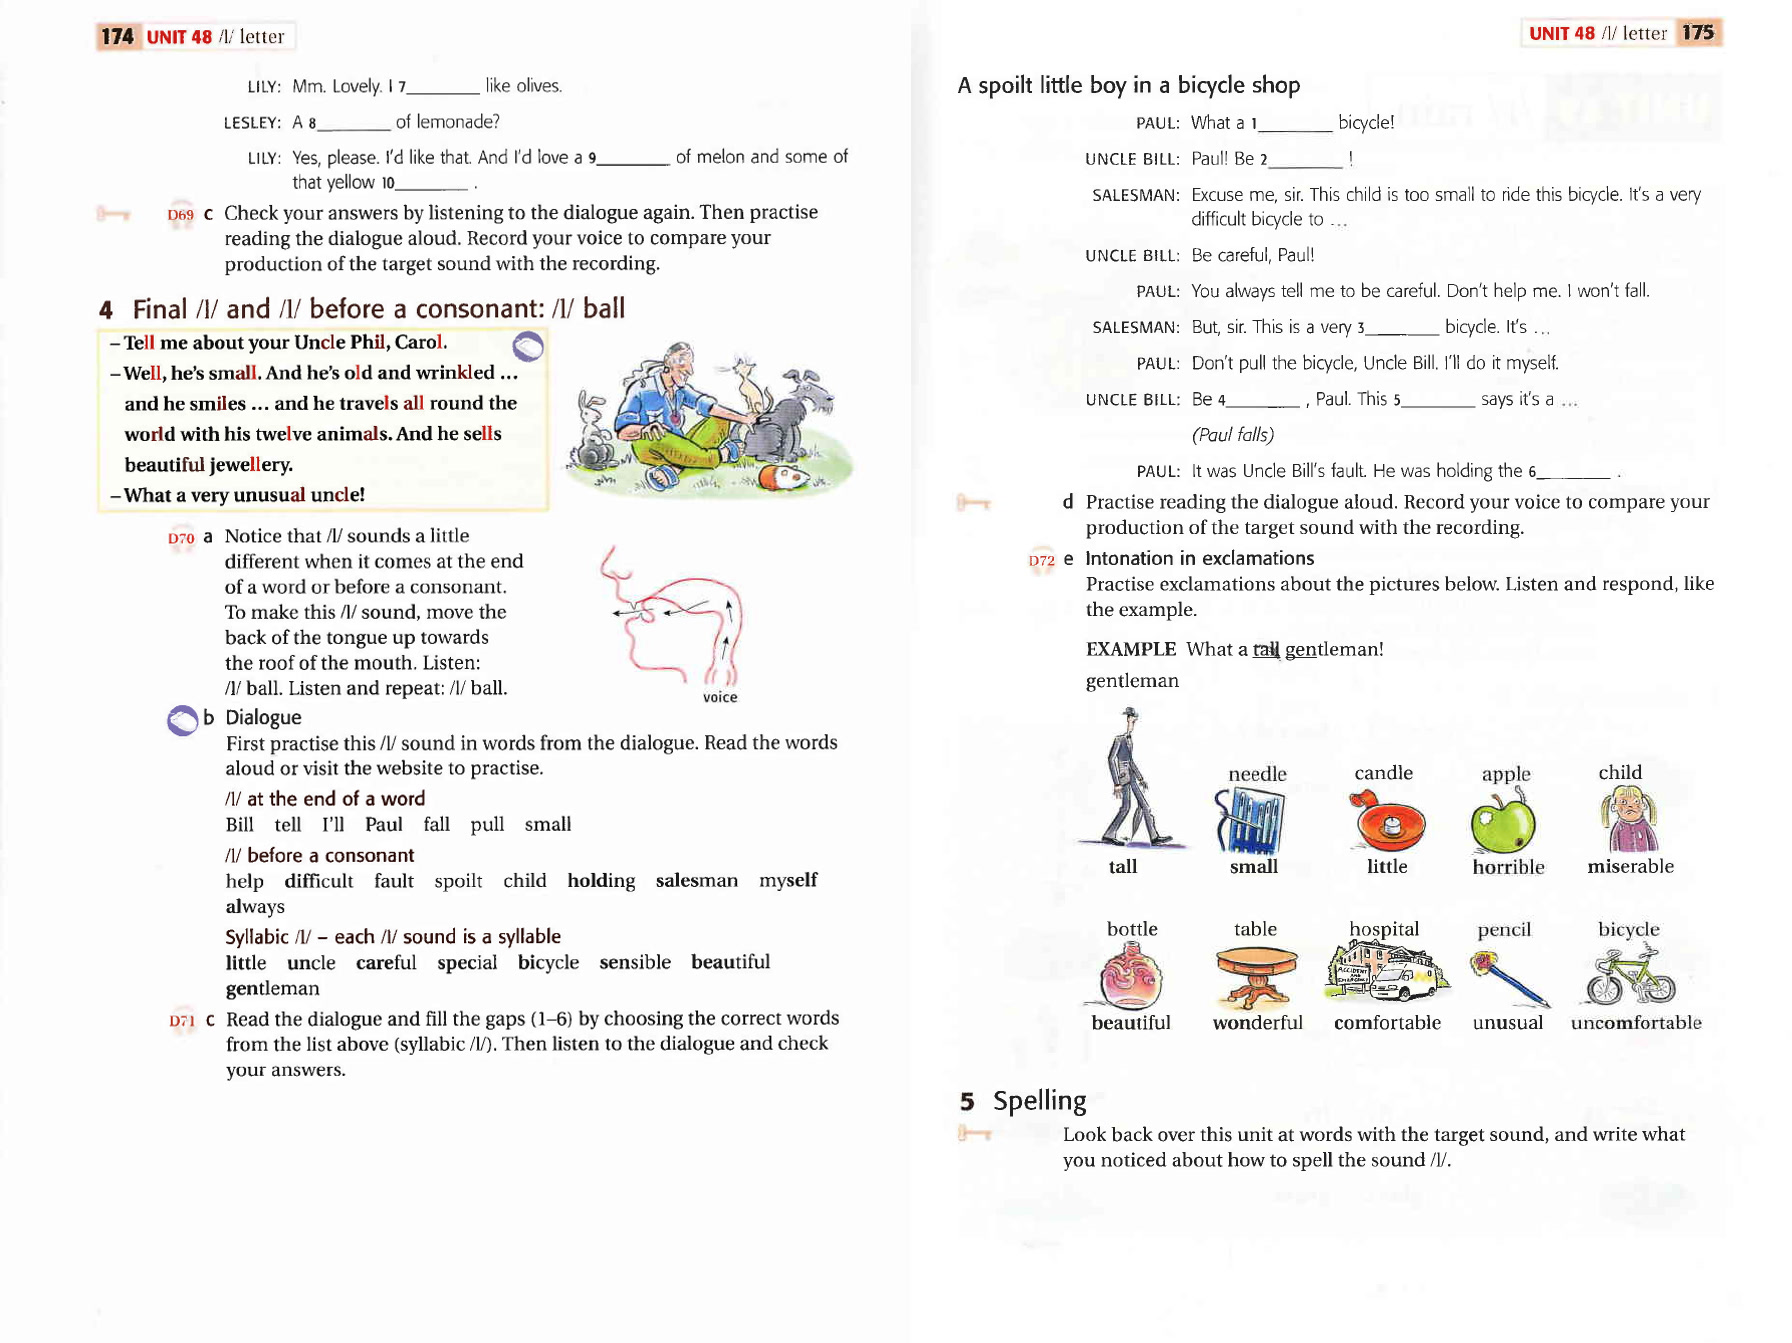 174 UNIT 48 /l/ letter
LILY: Mm. Lovely. I 7________ like olives.
LESLEY: A 8________ of lemonade?
LILY: Yes, please. I'd like that. And I'd love a 9________ of melon and some of
that yellow 10________ .
D69 c Check your answers by listening to the dialogue again. Then practise
reading the dialogue aloud. Record your voice to compare your
production of the target sound with the recording.
4 Final /l/ and /l/ before a consonant: /l/ ball
– Tell me about your Uncle Phil, Carol.
– Well, he's small. And he's old and wrinkled ...
and he smiles ... and he travels all round the
world with his twelve animals. And he sells
beautiful jewellery.
– What a very unusual uncle!
D70 a Notice that /l/ sounds a little
different when it comes at the end
of a word or before a consonant.
To make this /l/ sound, move the
back of the tongue up towards
the roof of the mouth. Listen:
/l/ ball. Listen and repeat: /l/ ball.
voice
b Dialogue
First practise this /l/ sound in words from the dialogue. Read the words
aloud or visit the website to practise.
/l/ at the end of a word
Bill tell I'll Paul fall pull small
/l/ before a consonant
help difficult fault spoilt child holding salesman myself
always
Syllabic /l/ – each /l/ sound is a syllable
little uncle careful special bicycle sensible beautiful
gentleman
D71 c Read the dialogue and fill the gaps (1–6) by choosing the correct words
from the list above (syllabic /l/). Then listen to the dialogue and check
your answers.
UNIT 48 /l/ letter 175
A spoilt little boy in a bicycle shop
PAUL: What a 1________ bicycle!
UNCLE BILL: Paul! Be 2________ !
SALESMAN: Excuse me, sir. This child is too small to ride this bicycle. It's a very
difficult bicycle to ...
UNCLE BILL: Be careful, Paul!
PAUL: You always tell me to be careful. Don't help me. I won't fall.
SALESMAN: But, sir. This is a very 3________ bicycle. It's ...
PAUL: Don't pull the bicycle, Uncle Bill. I'll do it myself.
UNCLE BILL: Be 4________ , Paul. This 5________ says it's a ...
(Paul falls)
PAUL: It was Uncle Bill's fault. He was holding the 6________ .
d Practise reading the dialogue aloud. Record your voice to compare your
production of the target sound with the recording.
D72 e Intonation in exclamations
Practise exclamations about the pictures below. Listen and respond, like
the example.
EXAMPLE What a tall gentleman!
gentleman
needle candle apple child
tall small little horrible miserable
bottle table hospital pencil bicycle
ACCIDENT
AND
EMERGENCY
beautiful wonderful comfortable unusual uncomfortable
5 Spelling
Look back over this unit at words with the target sound, and write what
you noticed about how to spell the sound /l/.